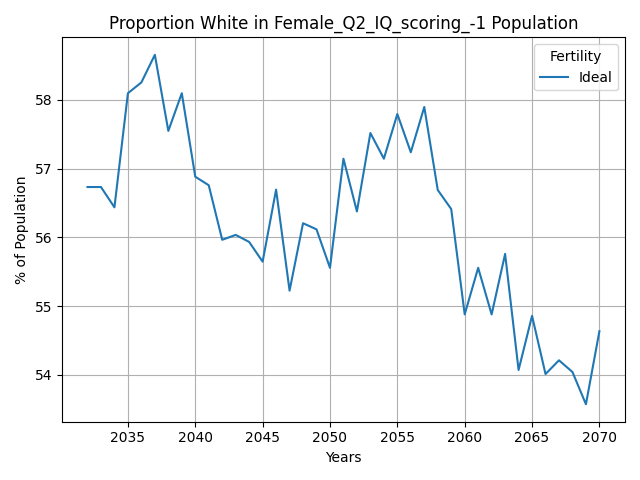 Proportion White in Female_Q2_IQ_scoring_-1 Population
Fertility
Ideal
% of Population
58
57
56
55
54
2035 2040 2045 2050 2055 2060 2065 2070
Years